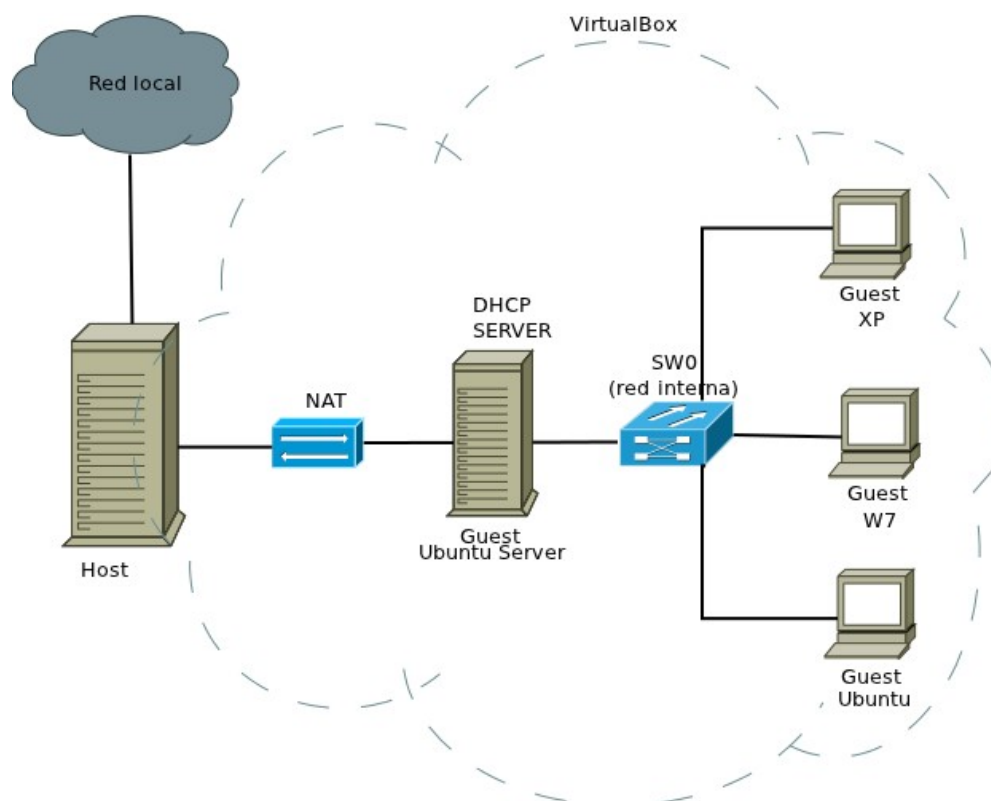 VirtualBox
Red local
Guest
XP
DHCP
SERVER
SW0
(red interna)
NAT
Guest
W7
Guest
Ubuntu Server
Host
Guest
Ubuntu